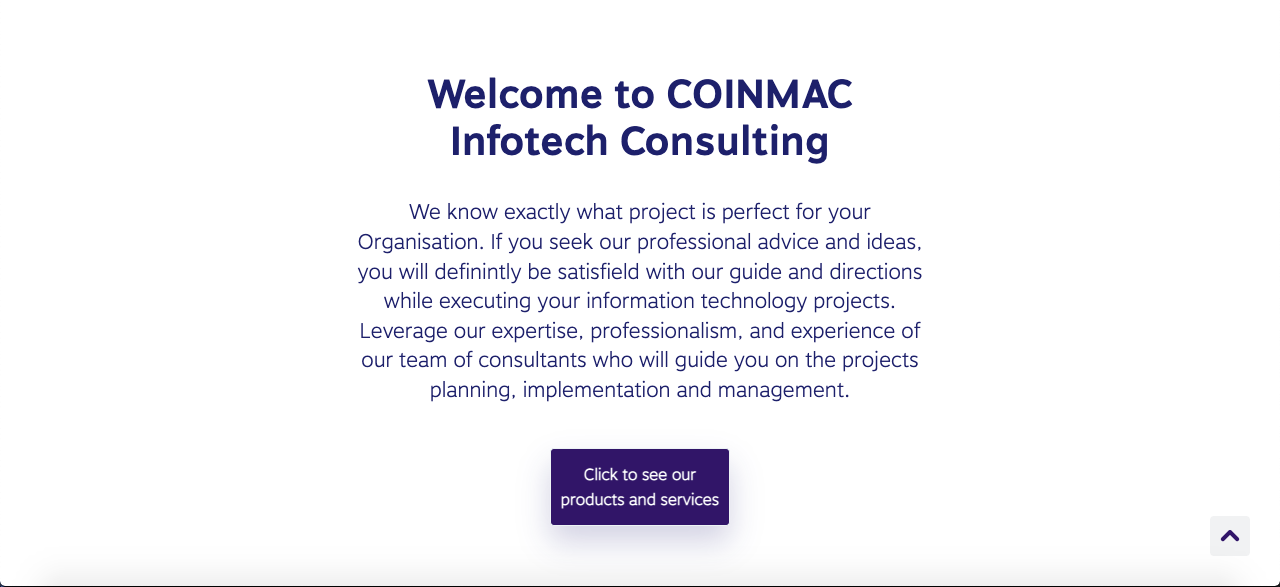 Welcome to COINMAC
Infotech Consulting
We know exactly what project is perfect for your
Organisation. If you seek our professional advice and ideas,
you will definintly be satisfield with our guide and directions
while executing your information technology projects.
Leverage our expertise, professionalism, and experience of
our team of consultants who will guide you on the projects
planning, implementation and management.
Click to see our
products and services